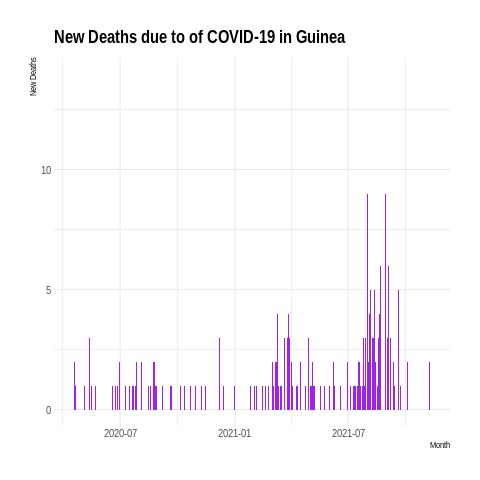 New Deaths due to of COVID-19 in Guinea
New Deaths
10
5
0
2020-07
2021-01
2021-07
Month